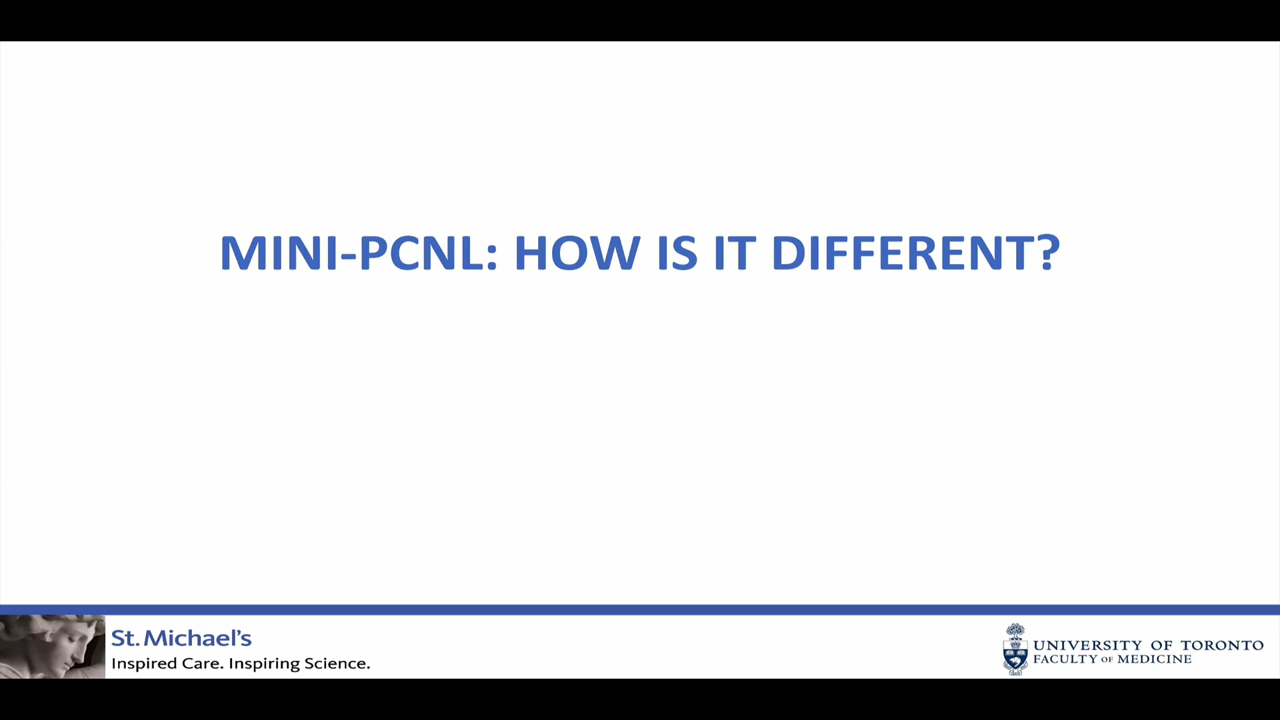 MINI-PCNL: HOW IS IT DIFFERENT?
St. Michael's
Inspired Care. Inspiring Science.
UNIVERSITY OF TORONTO
FACULTY OF MEDICINE